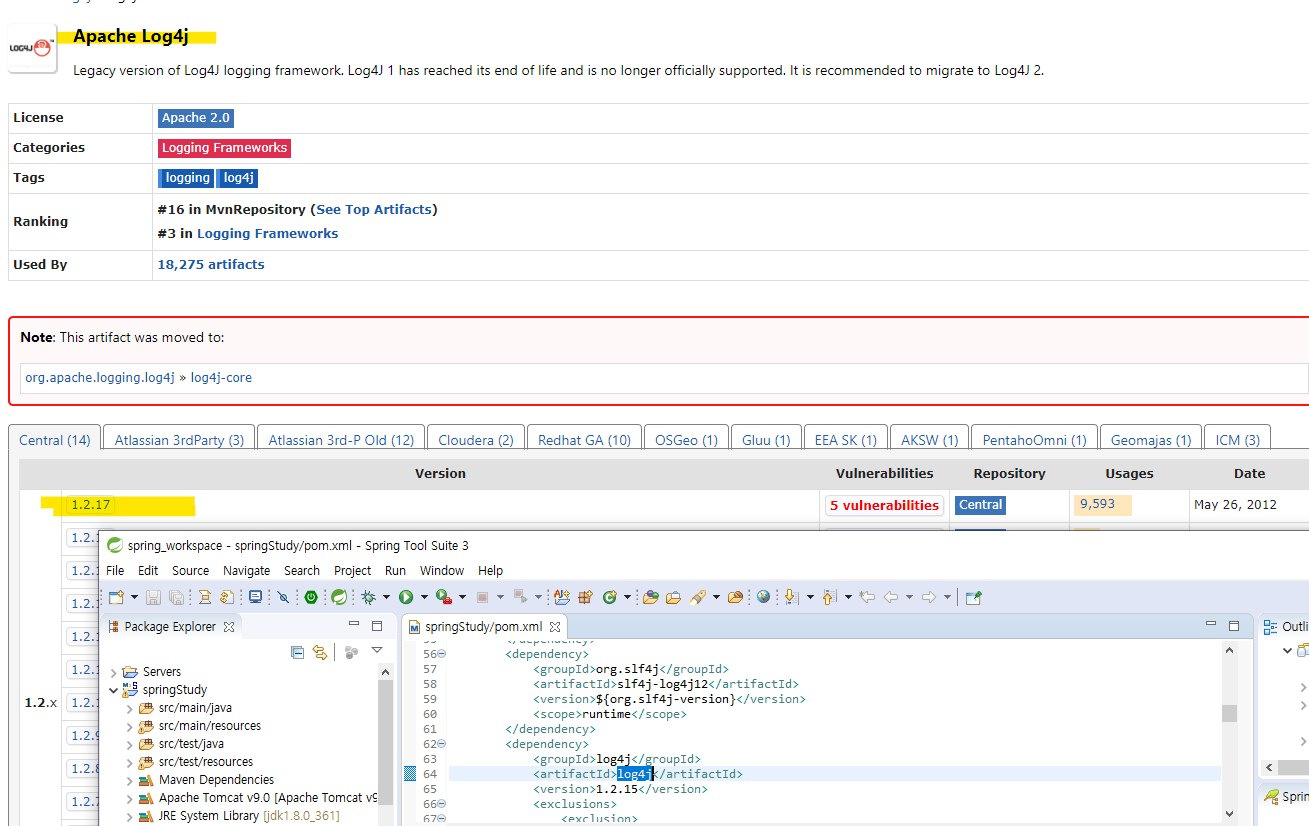 Apache Log4j
LOG4J
Legacy version of Log4J logging framework. Log4J 1 has reached its end of life and is no longer officially supported. It is recommended to migrate to Log4J 2.
License Apache 2.0
Categories Logging Frameworks
Tags logging log4j
Ranking #16 in MvnRepository (See Top Artifacts)
#3 in Logging Frameworks
Used By 18,275 artifacts
Note: This artifact was moved to:
org.apache.logging.log4j » log4j-core
Central (14) Atlassian 3rdParty (3) Atlassian 3rd-P Old (12) Cloudera (2) Redhat GA (10) OSGeo (1) Gluu (1) EEA SK (1) AKSW (1) PentahoOmni (1) Geomajas (1) ICM (3)
Version Vulnerabilities Repository Usages Date
1.2.17 5 vulnerabilities Central 9,593 May 26, 2012
1.2.x
spring_workspace - springStudy/pom.xml - Spring Tool Suite 3
File Edit Source Navigate Search Project Run Window Help
Package Explorer
Servers
springStudy
src/main/java
src/main/resources
src/test/java
src/test/resources
Maven Dependencies
Apache Tomcat v9.0 [Apache Tomcat v9
JRE System Library [jdk1.8.0_361]
springStudy/pom.xml
55 </dependency>
56 <dependency>
57 <groupId>org.slf4j</groupId>
58 <artifactId>slf4j-log4j12</artifactId>
59 <version>${org.slf4j-version}</version>
60 <scope>runtime</scope>
61 </dependency>
62 <dependency>
63 <groupId>log4j</groupId>
64 <artifactId>log4j</artifactId>
65 <version>1.2.15</version>
66 <exclusions>
67 <exclusion>
Outli
Sprin